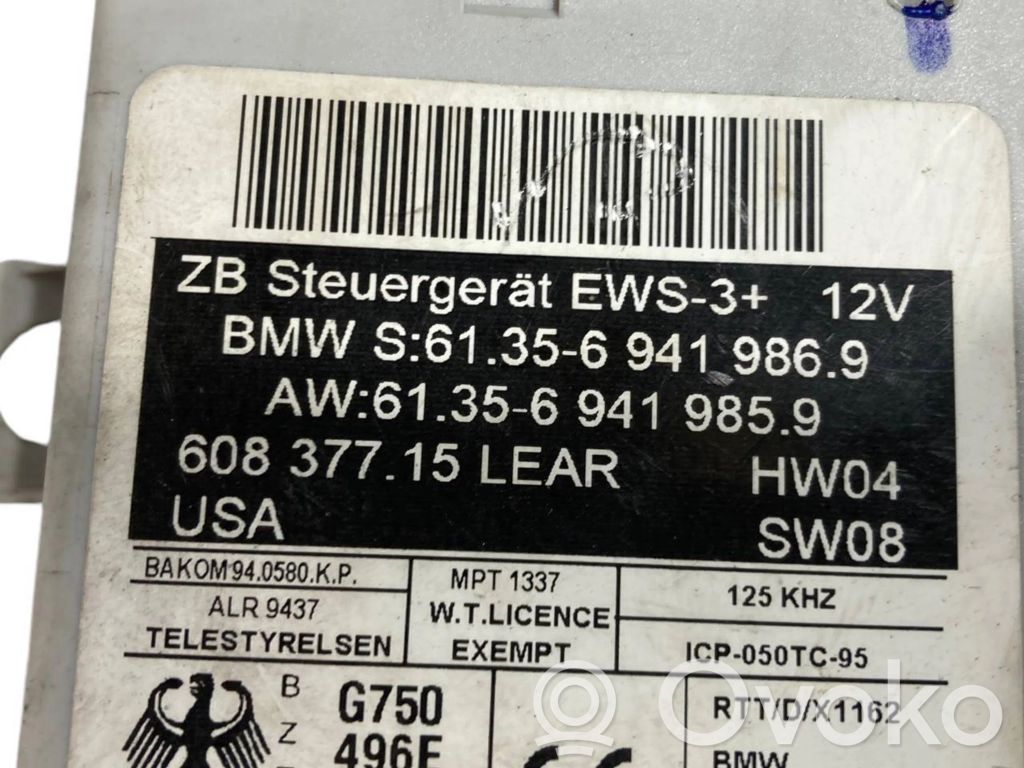 ZB Steuergerät EWS-3+ 12V
BMW S:61.35-6 941 986.9
AW:61.35-6 941 985.9
608 377.15 LEAR HW04
USA SW08
BAKOM 94.0580.K.P. MPT 1337 125 KHZ
ALR 9437 W.T.LICENCE
TELESTYRELSEN EXEMPT ICP-050TC-95
B G750 RTT/D/X1162
Z 496E CE BMW
Ovoko